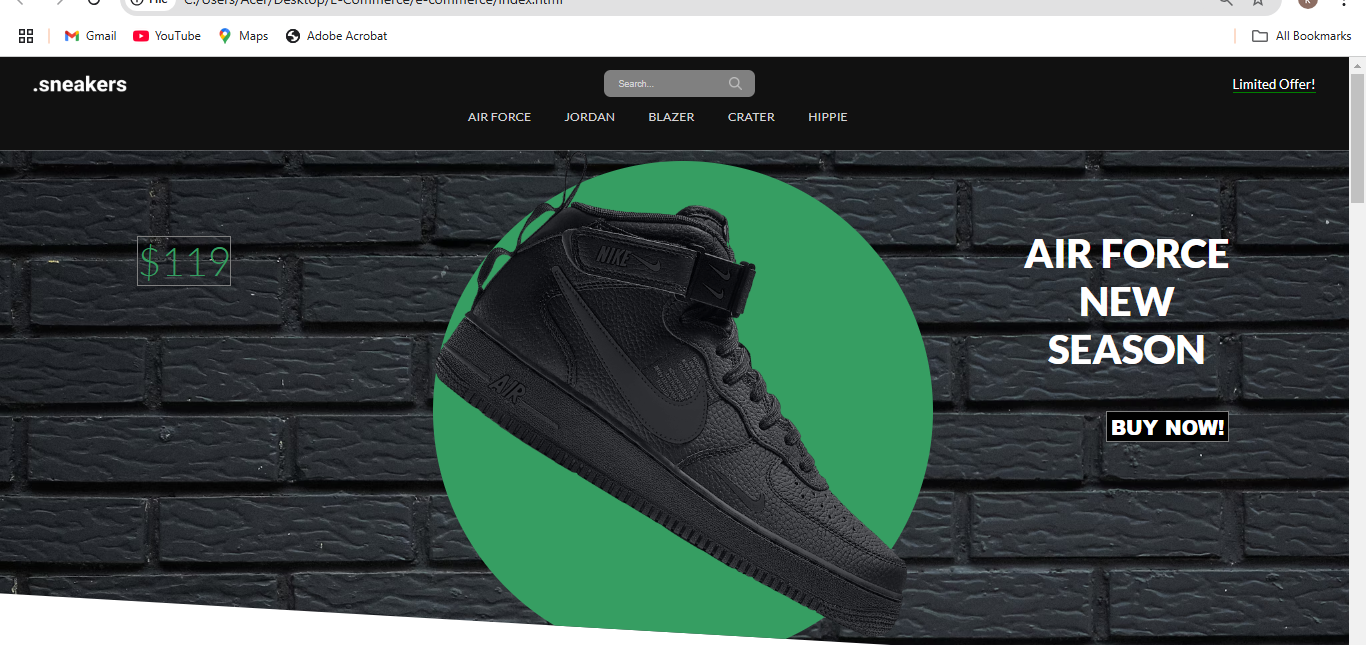 File C:/Users/Acer/Desktop/E-Commerce/e-commerce/index.html
Gmail YouTube Maps Adobe Acrobat All Bookmarks
.sneakers Search... Limited Offer!
AIR FORCE JORDAN BLAZER CRATER HIPPIE
$119
NIKE
AIR
AIR FORCE
NEW
SEASON
BUY NOW!